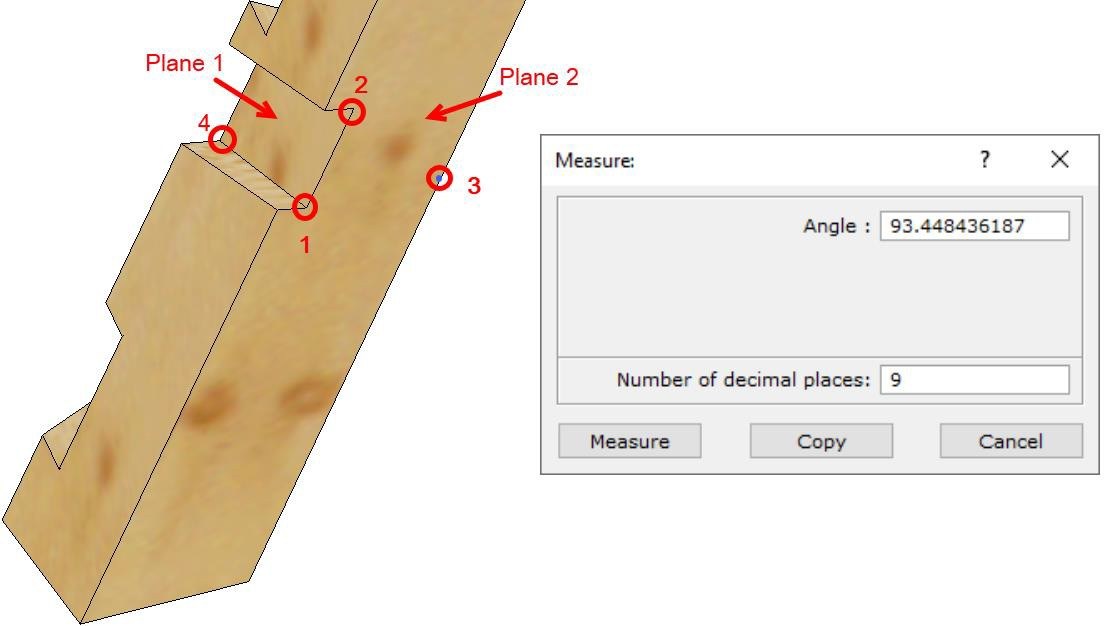 Plane 1
2
Plane 2
4
3
1
Measure:
?
Angle :
93.448436187
Number of decimal places:
9
Measure
Copy
Cancel